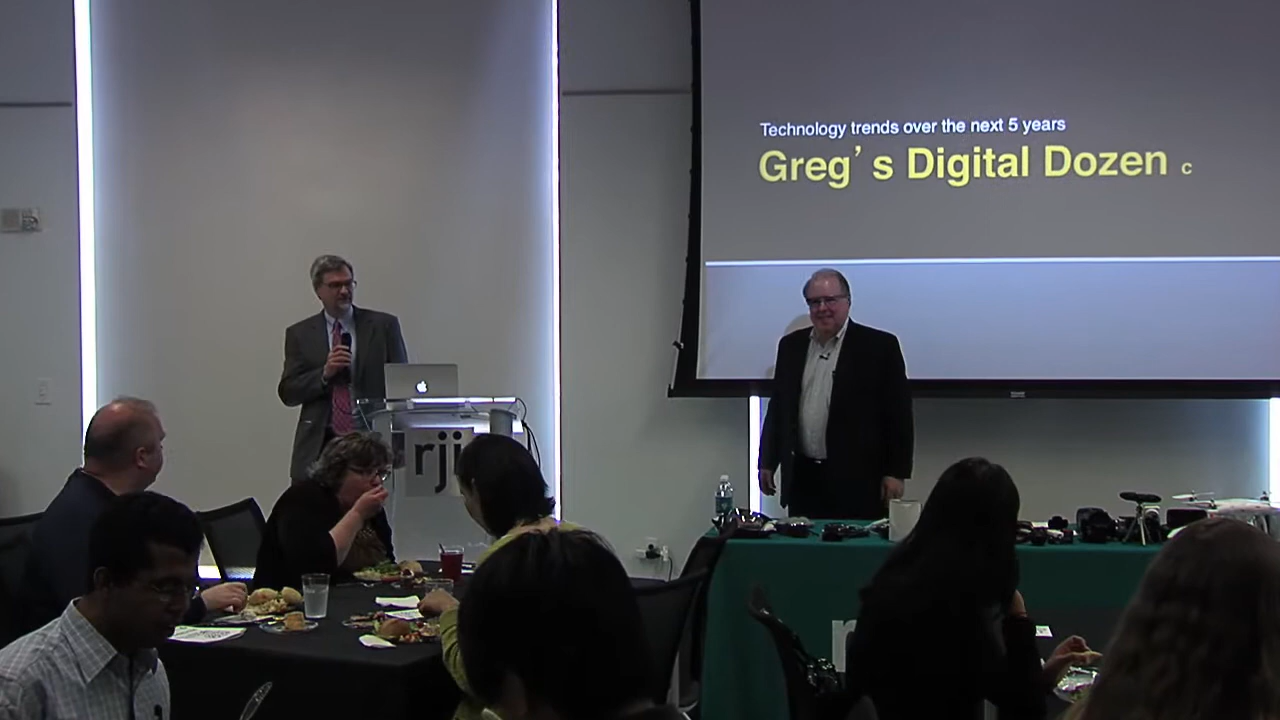 Technology trends over the next 5 years
Greg's Digital Dozen c
rji